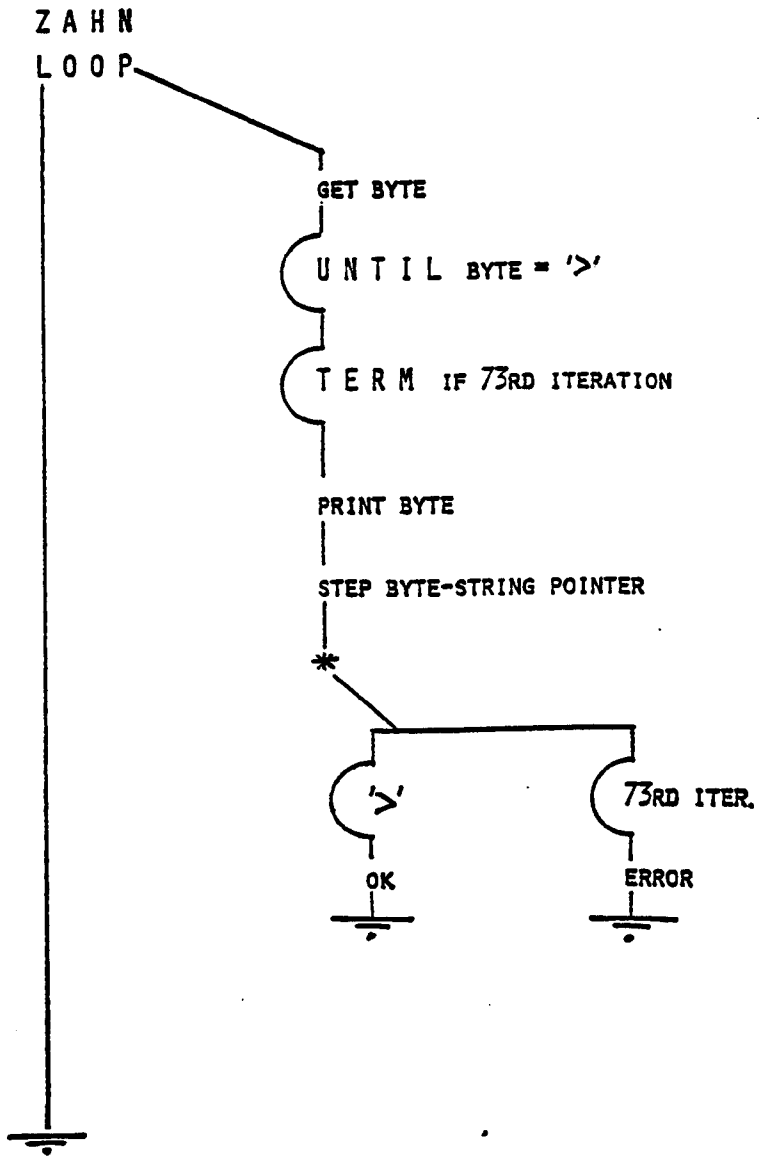 ZAHN
LOOP
GET BYTE
UNTIL BYTE = '>'
TERM IF 73RD ITERATION
PRINT BYTE
STEP BYTE-STRING POINTER
*
'>'
73RD ITER.
OK
ERROR